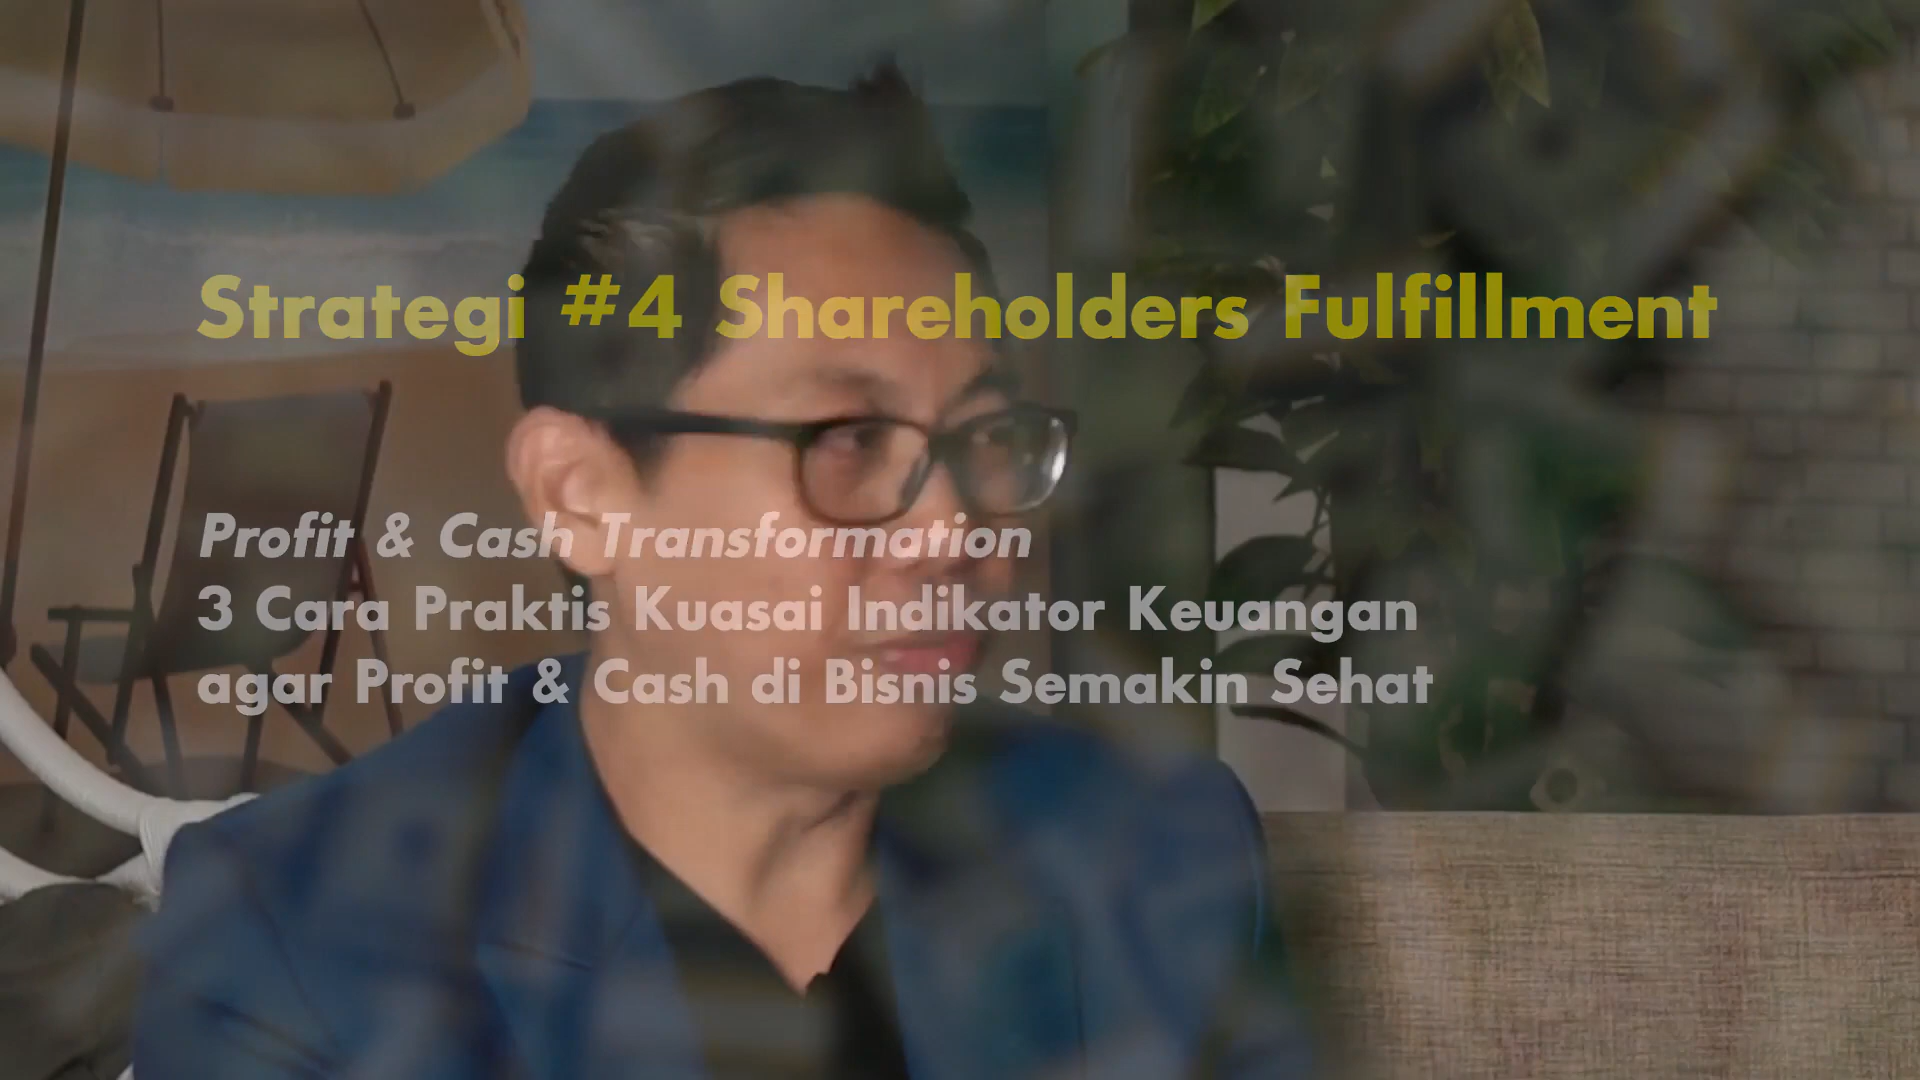 Strategi #4 Shareholders Fulfillment
Profit & Cash Transformation
3 Cara Praktis Kuasai Indikator Keuangan
agar Profit & Cash di Bisnis Semakin Sehat